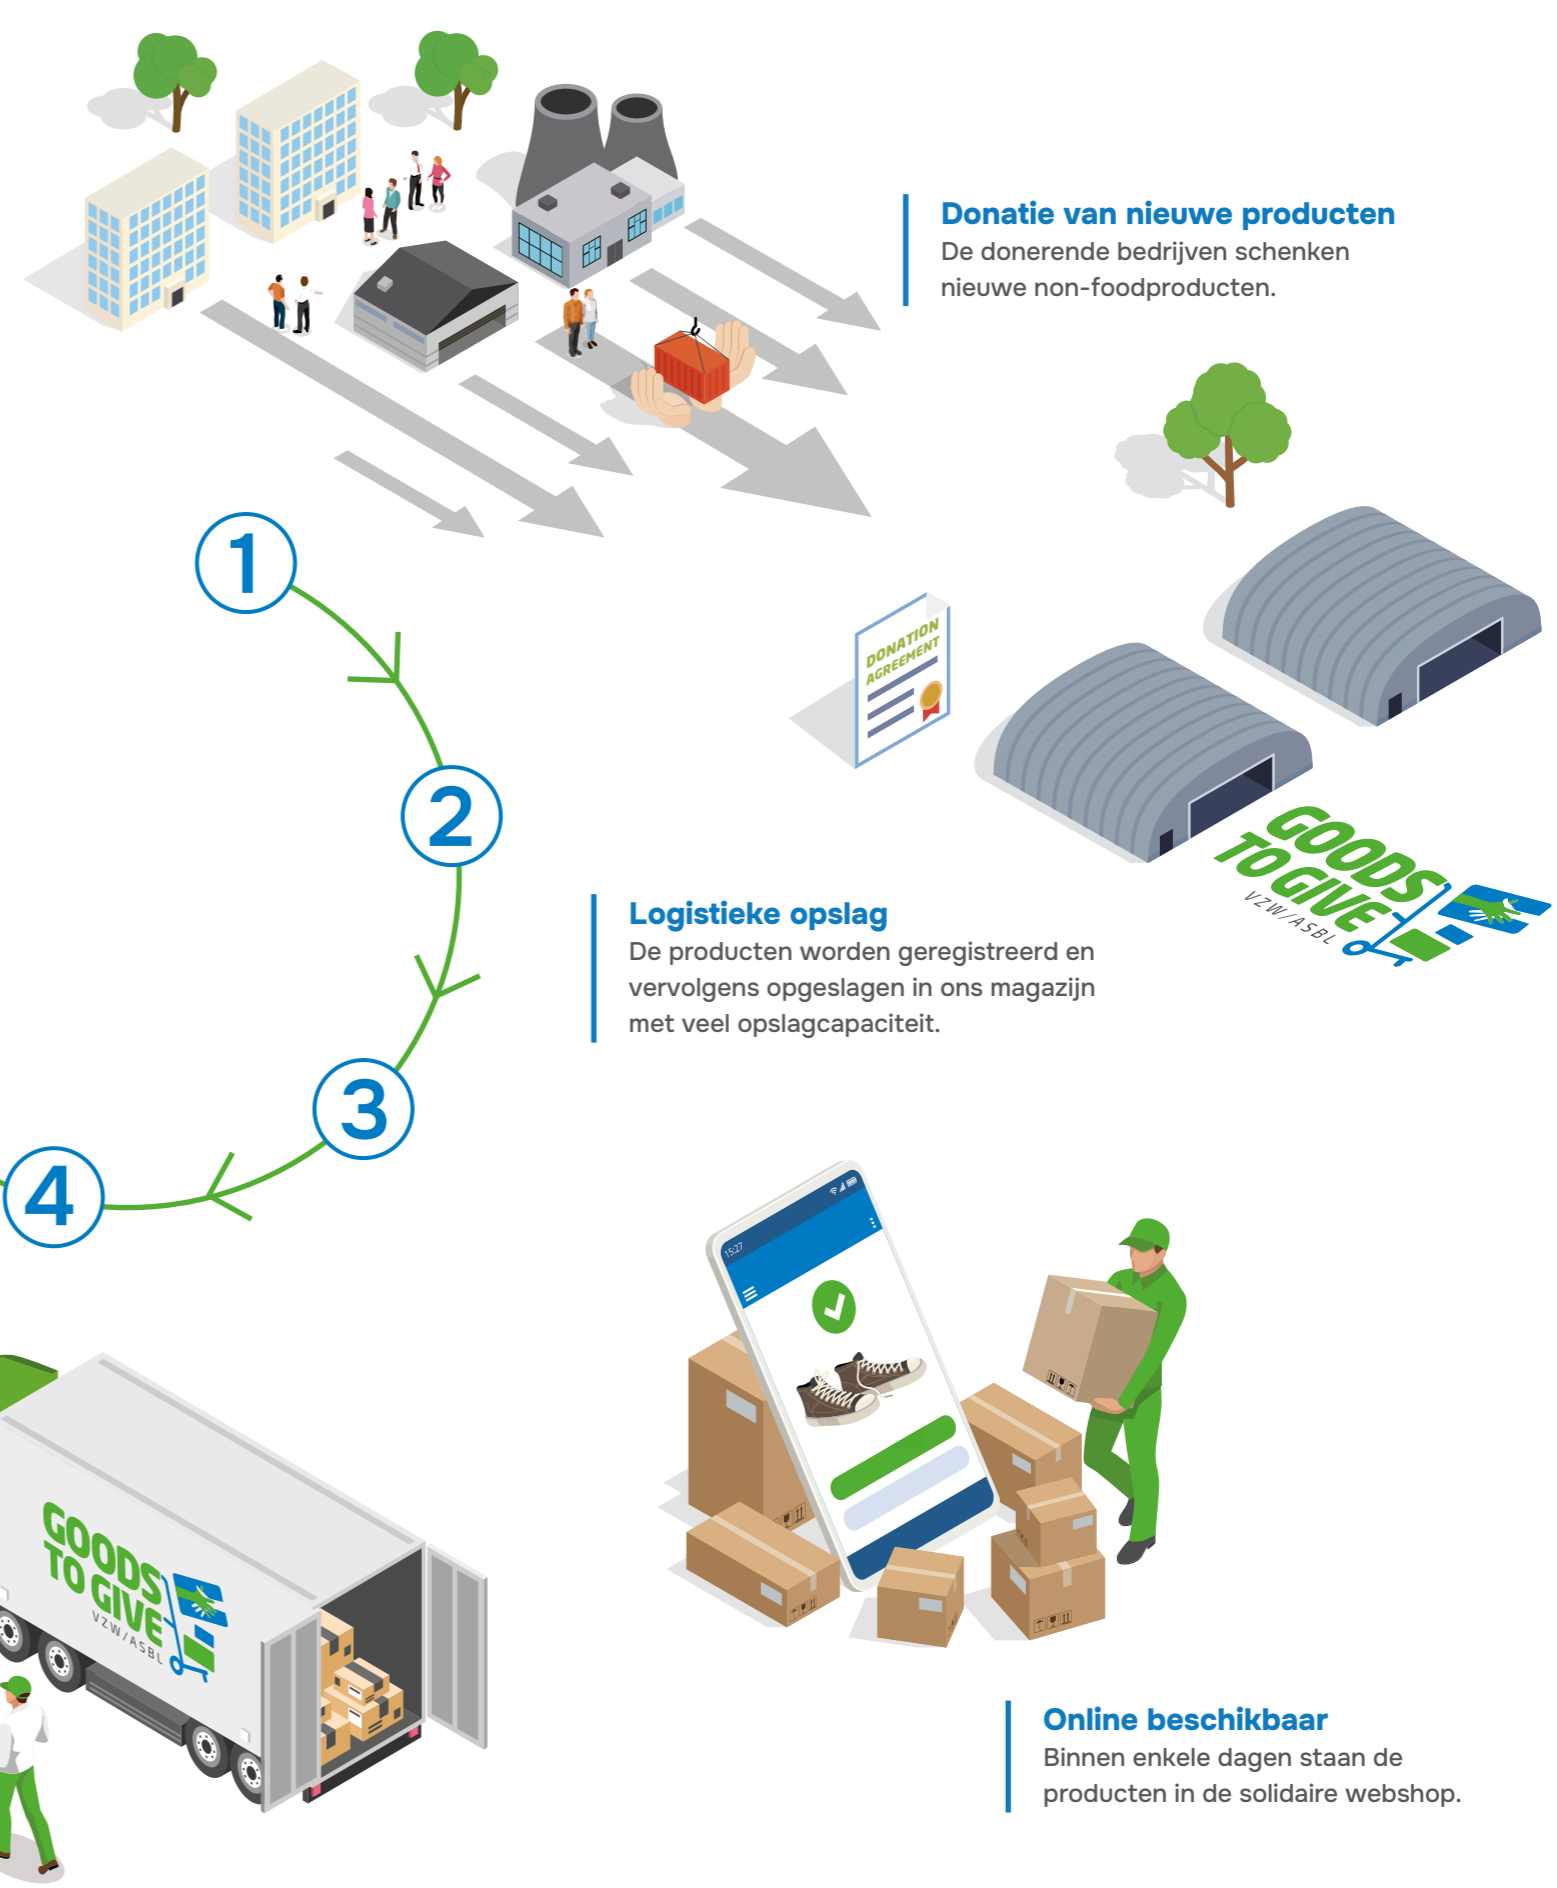 Donatie van nieuwe producten
De donerende bedrijven schenken
nieuwe non-foodproducten.
1
DONATION
AGREEMENT
2
GOODS
TO GIVE
VZW/ASBL
Logistieke opslag
De producten worden geregistreerd en
vervolgens opgeslagen in ons magazijn
met veel opslagcapaciteit.
3
4
15:27
GOODS
TO GIVE
VZW/ASBL
Online beschikbaar
Binnen enkele dagen staan de
producten in de solidaire webshop.